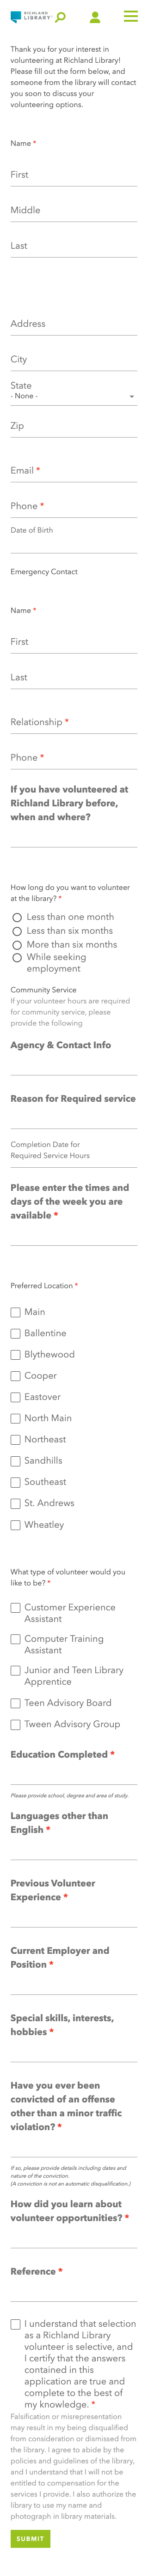 RICHLAND
LIBRARY
Thank you for your interest in
volunteering at Richland Library!
Please fill out the form below, and
someone from the library will contact
you soon to discuss your
volunteering options.
Name *
First
Middle
Last
Address
City
State
- None -
Zip
Email *
Phone *
Date of Birth
Emergency Contact
Name *
First
Last
Relationship *
Phone *
If you have volunteered at
Richland Library before,
when and where?
How long do you want to volunteer
at the library? *
Less than one month
Less than six months
More than six months
While seeking
employment
Community Service
If your volunteer hours are required
for community service, please
provide the following
Agency & Contact Info
Reason for Required service
Completion Date for
Required Service Hours
Please enter the times and
days of the week you are
available *
Preferred Location *
Main
Ballentine
Blythewood
Cooper
Eastover
North Main
Northeast
Sandhills
Southeast
St. Andrews
Wheatley
What type of volunteer would you
like to be? *
Customer Experience
Assistant
Computer Training
Assistant
Junior and Teen Library
Apprentice
Teen Advisory Board
Tween Advisory Group
Education Completed *
Please provide school, degree and area of study.
Languages other than
English *
Previous Volunteer
Experience *
Current Employer and
Position *
Special skills, interests,
hobbies *
Have you ever been
convicted of an offense
other than a minor traffic
violation? *
If so, please provide details including dates and
nature of the conviction.
(A conviction is not an automatic disqualification.)
How did you learn about
volunteer opportunities? *
Reference *
I understand that selection
as a Richland Library
volunteer is selective, and
I certify that the answers
contained in this
application are true and
complete to the best of
my knowledge. *
Falsification or misrepresentation
may result in my being disqualified
from consideration or dismissed from
the library. I agree to abide by the
policies and guidelines of the library,
and I understand that I will not be
entitled to compensation for the
services I provide. I also authorize the
library to use my name and
photograph in library materials.
SUBMIT